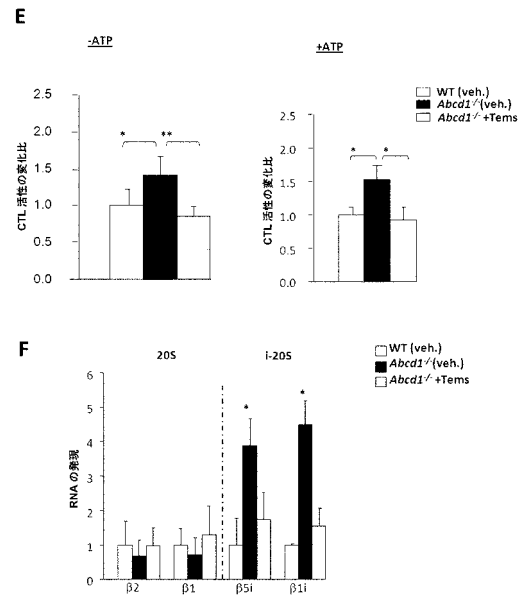 E
-ATP
+ATP
WT (veh.)
Abcd1-/-(veh.)
Abcd1-/- +Tems
CTL 活性の変化比
2.5
2.0
1.5
1.0
0.5
0.0
*
**
CTL 活性の変化比
2.5
2.0
1.5
1.0
0.5
0.0
*
*
F
20S
i-20S
WT (veh.)
Abcd1-/-(veh.)
Abcd1-/- +Tems
RNA の発現
6
5
4
3
2
1
0
*
*
β2
β1
β5i
β1i